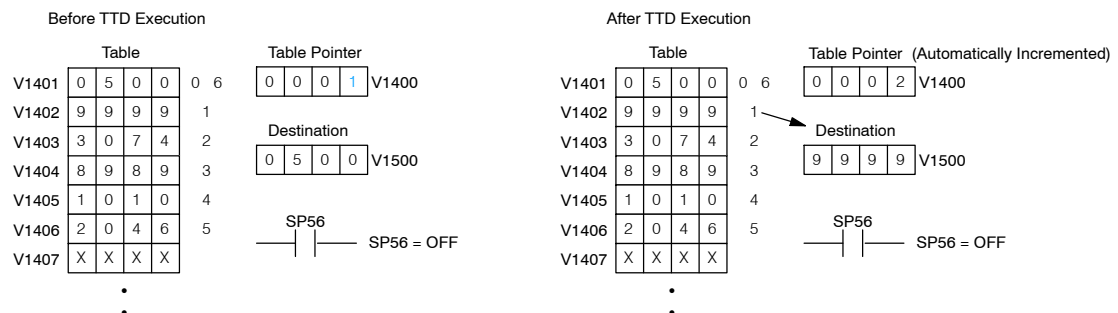 Before TTD Execution
Table
V1401 0 5 0 0 0 6
V1402 9 9 9 9 1
V1403 3 0 7 4 2
V1404 8 9 8 9 3
V1405 1 0 1 0 4
V1406 2 0 4 6 5
V1407 X X X X
Table Pointer
0 0 0 1 V1400
Destination
0 5 0 0 V1500
SP56
SP56 = OFF
After TTD Execution
Table
V1401 0 5 0 0 0 6
V1402 9 9 9 9 1
V1403 3 0 7 4 2
V1404 8 9 8 9 3
V1405 1 0 1 0 4
V1406 2 0 4 6 5
V1407 X X X X
Table Pointer (Automatically Incremented)
0 0 0 2 V1400
Destination
9 9 9 9 V1500
SP56
SP56 = OFF